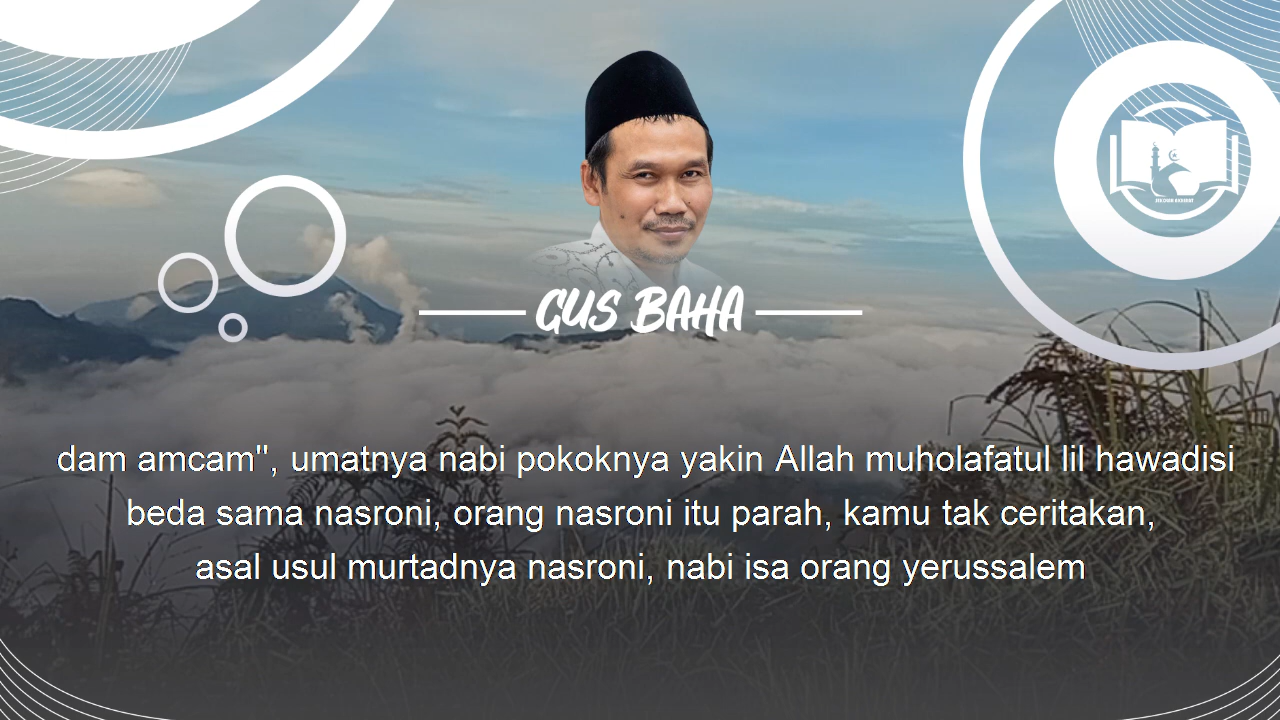 GUS BAHA
dam amcam", umatnya nabi pokoknya yakin Allah muholafatul lil hawadisi
beda sama nasroni, orang nasroni itu parah, kamu tak ceritakan,
asal usul murtadnya nasroni, nabi isa orang yerussalem